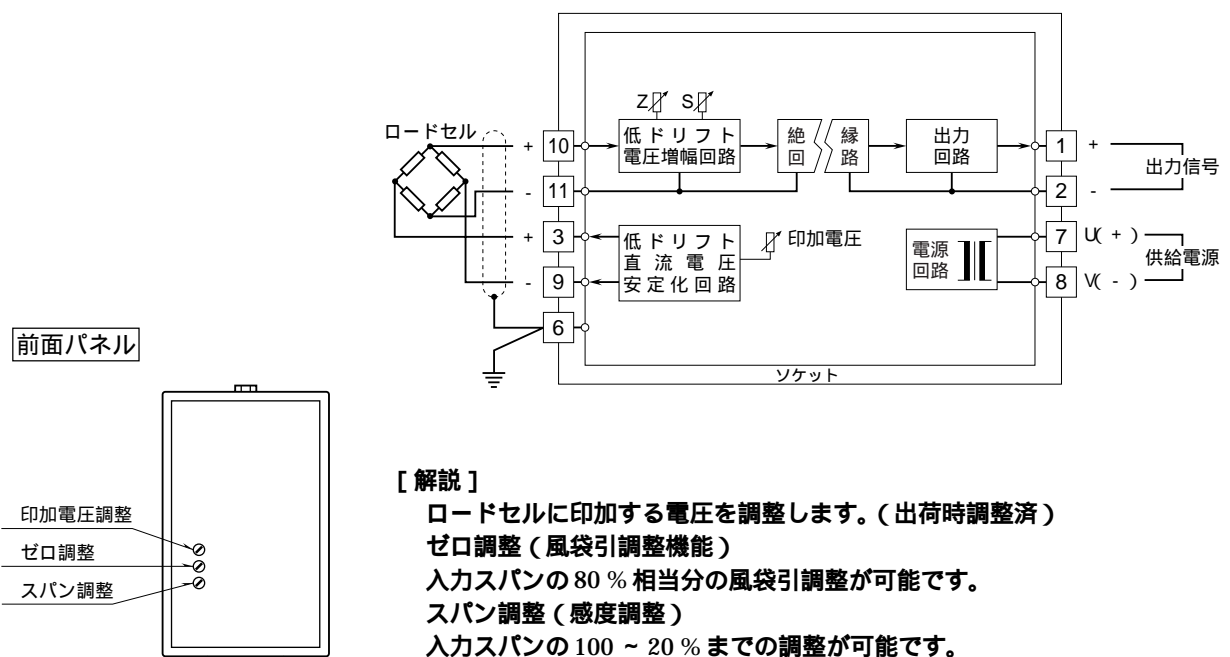 ロードセル
+
-
+
-
10
11
3
9
6
Z S
低ドリフト
電圧増幅回路
絶 縁
回 路
出力
回路
低ドリフト
直流電圧
安定化回路
印加電圧
電源
回路
1
2
7
8
+
-
出力信号
U( + )
V( - )
供給電源
ソケット
前面パネル
印加電圧調整
ゼロ調整
スパン調整
[ 解説 ]
ロードセルに印加する電圧を調整します。( 出荷時調整済 )
ゼロ調整 ( 風袋引調整機能 )
入力スパンの 80 % 相当分の風袋引調整が可能です。
スパン調整 ( 感度調整 )
入力スパンの 100 ~ 20 % までの調整が可能です。